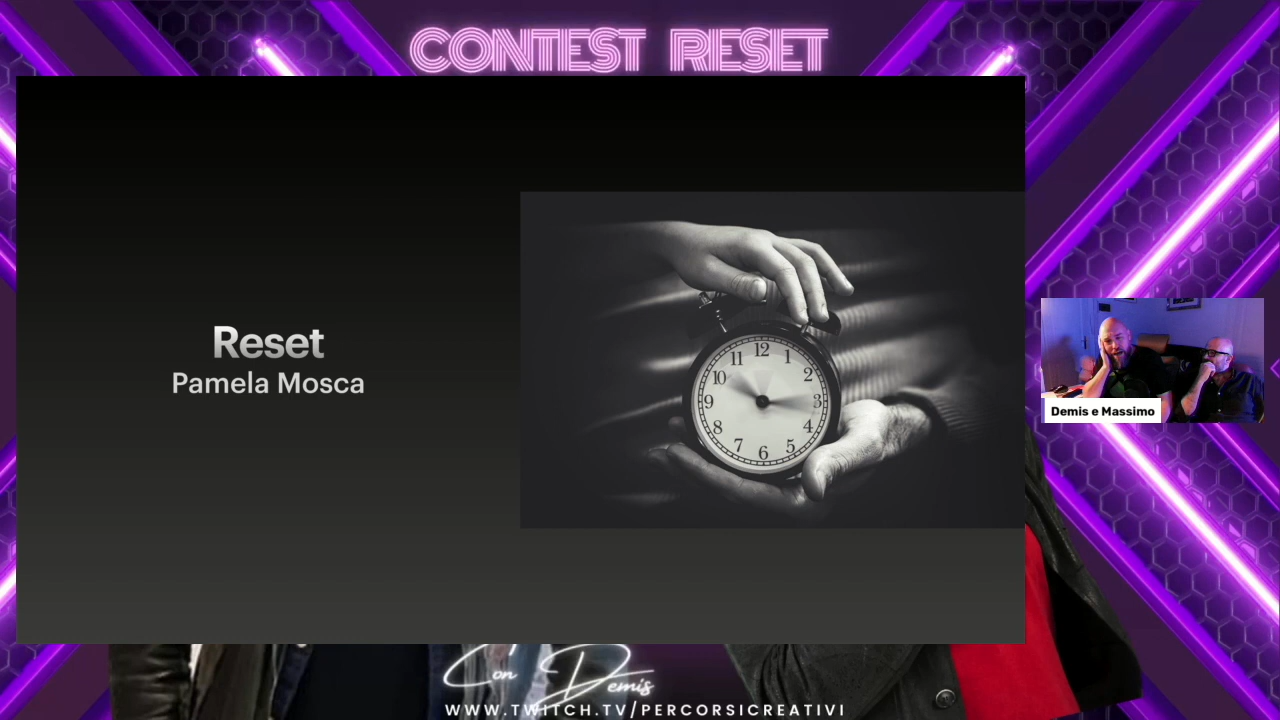 CONTEST RESET
Reset
Pamela Mosca
12
1
2
3
4
5
6
7
8
9
10
11
Demis e Massimo
Con Demis
WWW.TWITCH.TV/PERCORSICREATIVI